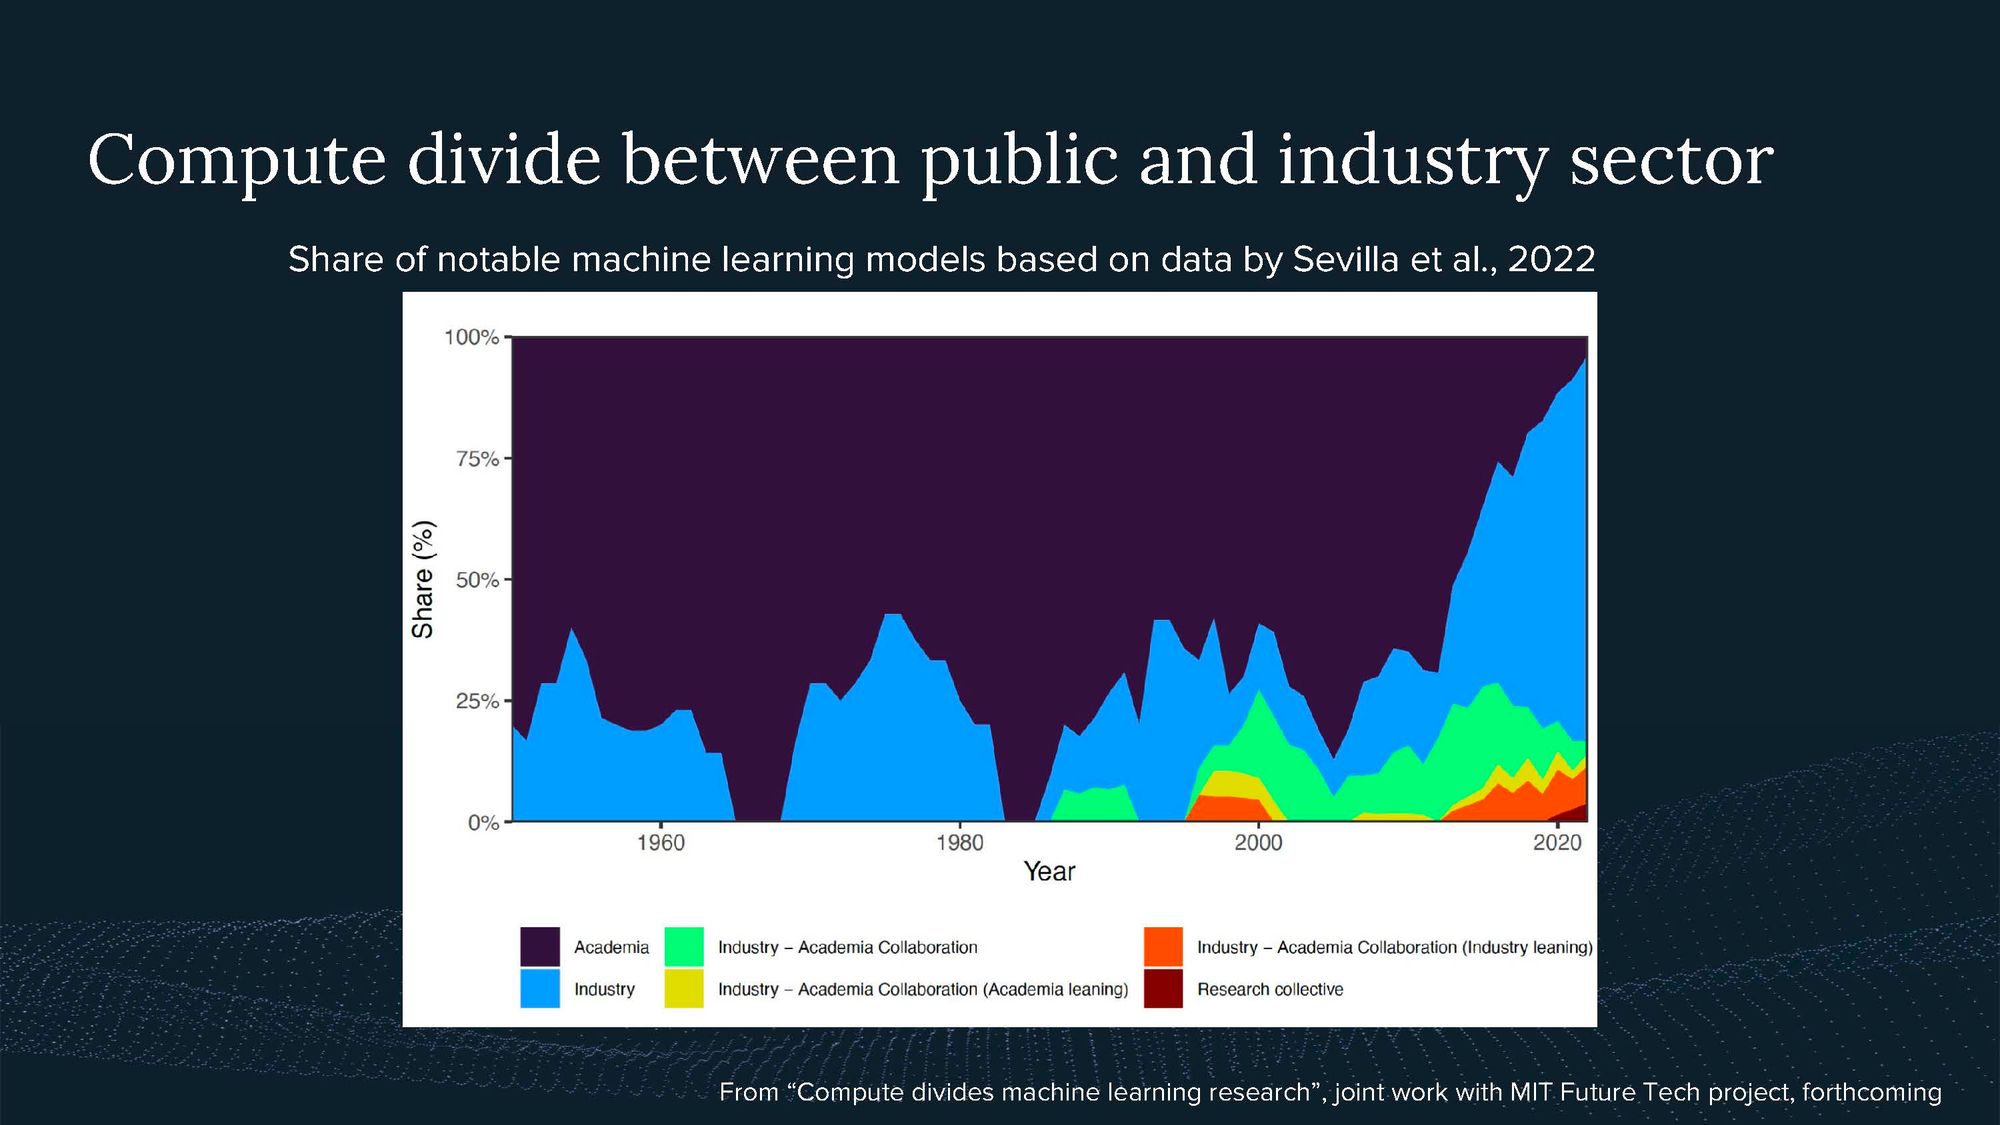 Compute divide between public and industry sector
Share of notable machine learning models based on data by Sevilla et al., 2022
100%
75%
50%
25%
0%
Share (%)
1960
1980
2000
2020
Year
Academia
Industry – Academia Collaboration
Industry – Academia Collaboration (Industry leaning)
Industry
Industry – Academia Collaboration (Academia leaning)
Research collective
From “Compute divides machine learning research”, joint work with MIT Future Tech project, forthcoming